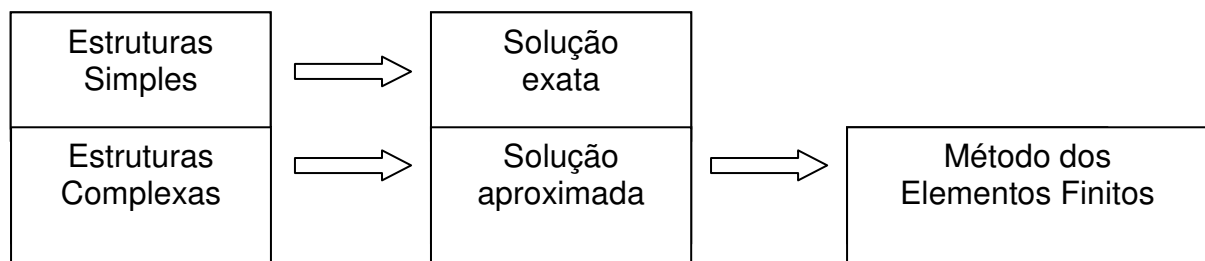 Estruturas
Simples
Solução
exata
Estruturas
Complexas
Solução
aproximada
Método dos
Elementos Finitos